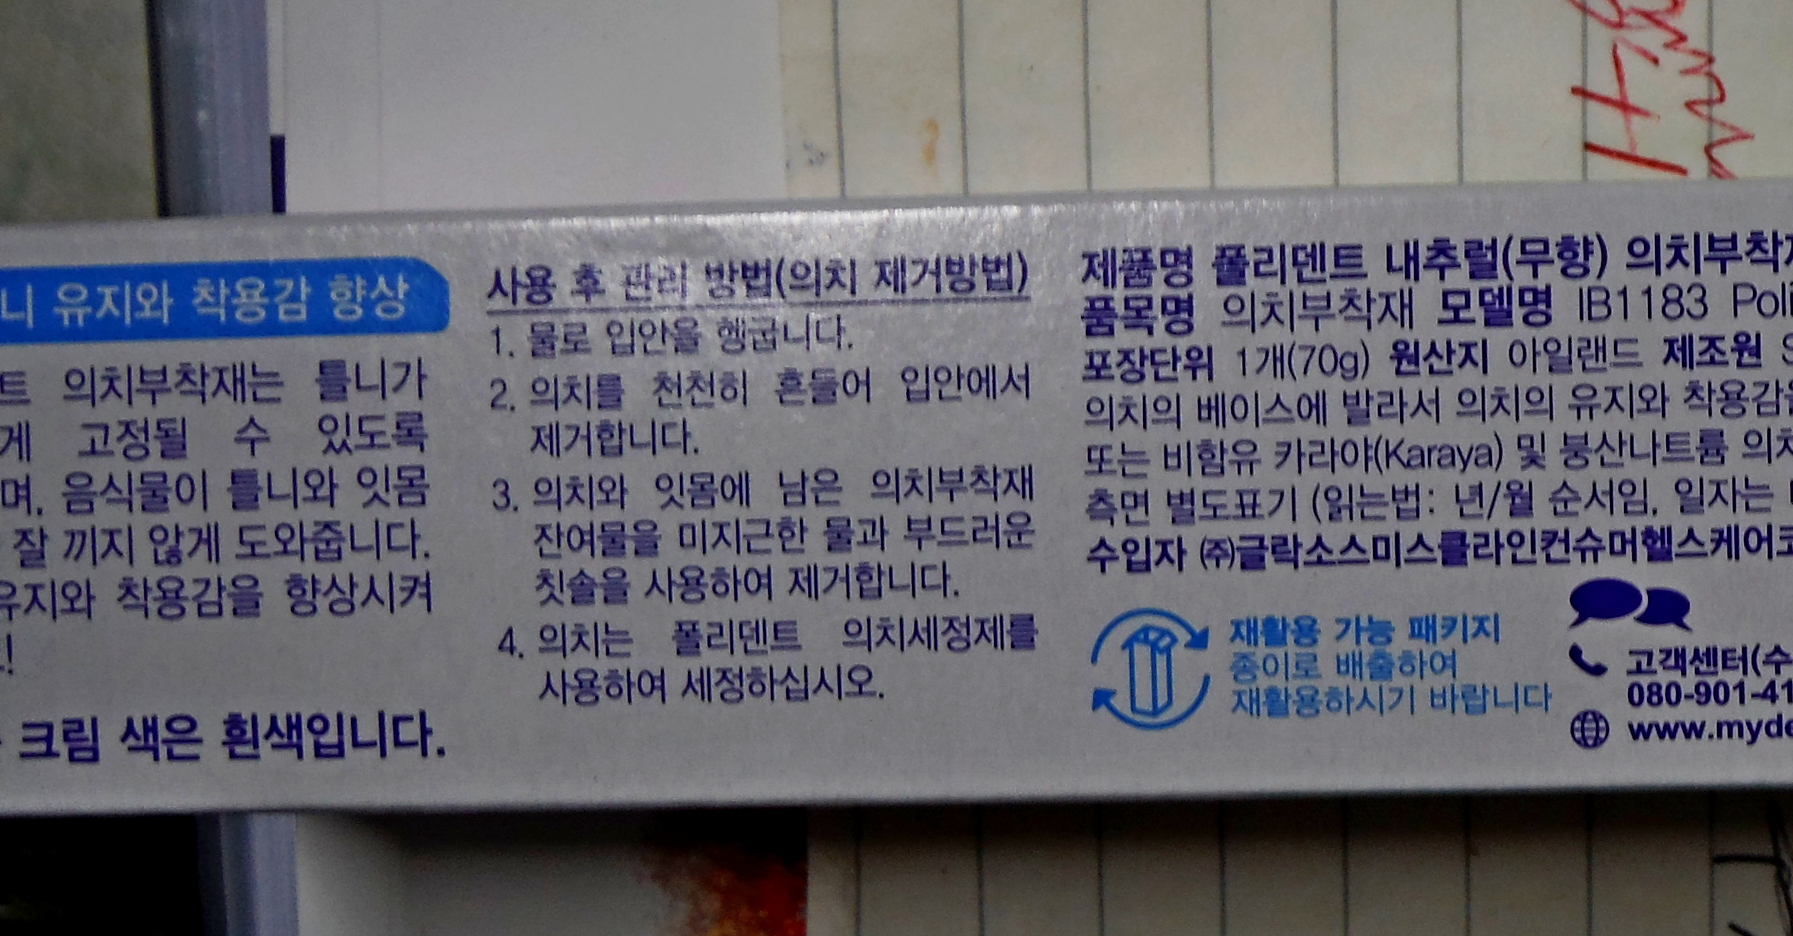 니 유지와 착용감 향상
트 의치부착재는 틀니가
게 고정될 수 있도록
며, 음식물이 틀니와 잇몸
잘 끼지 않게 도와줍니다.
유지와 착용감을 향상시켜
!
크림 색은 흰색입니다.
사용 후 관리 방법(의치 제거방법)
1. 물로 입안을 헹굽니다.
2. 의치를 천천히 흔들어 입안에서
제거합니다.
3. 의치와 잇몸에 남은 의치부착재
잔여물을 미지근한 물과 부드러운
칫솔을 사용하여 제거합니다.
4. 의치는 폴리덴트 의치세정제를
사용하여 세정하십시오.
제품명 폴리덴트 내추럴(무향) 의치부착재
품목명 의치부착재 모델명 IB1183 Poli
포장단위 1개(70g) 원산지 아일랜드 제조원 S
의치의 베이스에 발라서 의치의 유지와 착용감을
또는 비함유 카라야(Karaya) 및 붕산나트륨 의치
측면 별도표기 (읽는법: 년/월 순서임, 일자는
수입자 ㈜글락소스미스클라인컨슈머헬스케어코
재활용 가능 패키지
종이로 배출하여
재활용하시기 바랍니다
고객센터(수
080-901-41
www.myde